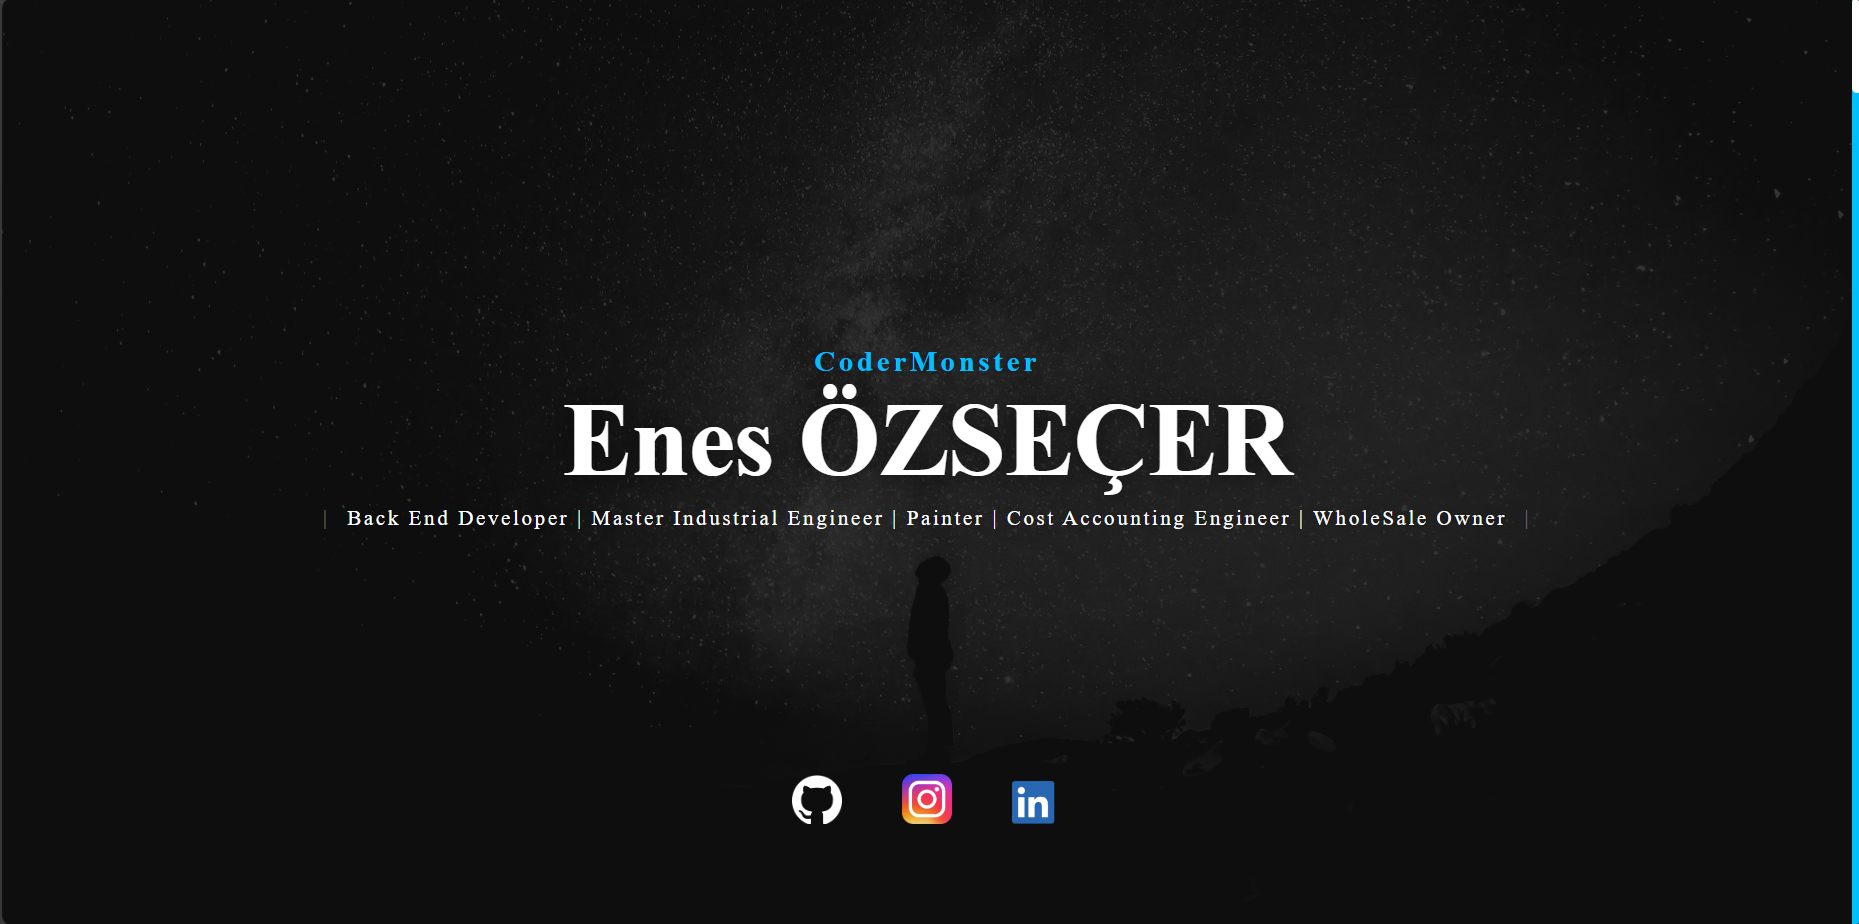 CoderMonster
Enes ÖZSEÇER
| Back End Developer | Master Industrial Engineer | Painter | Cost Accounting Engineer | WholeSale Owner |
in